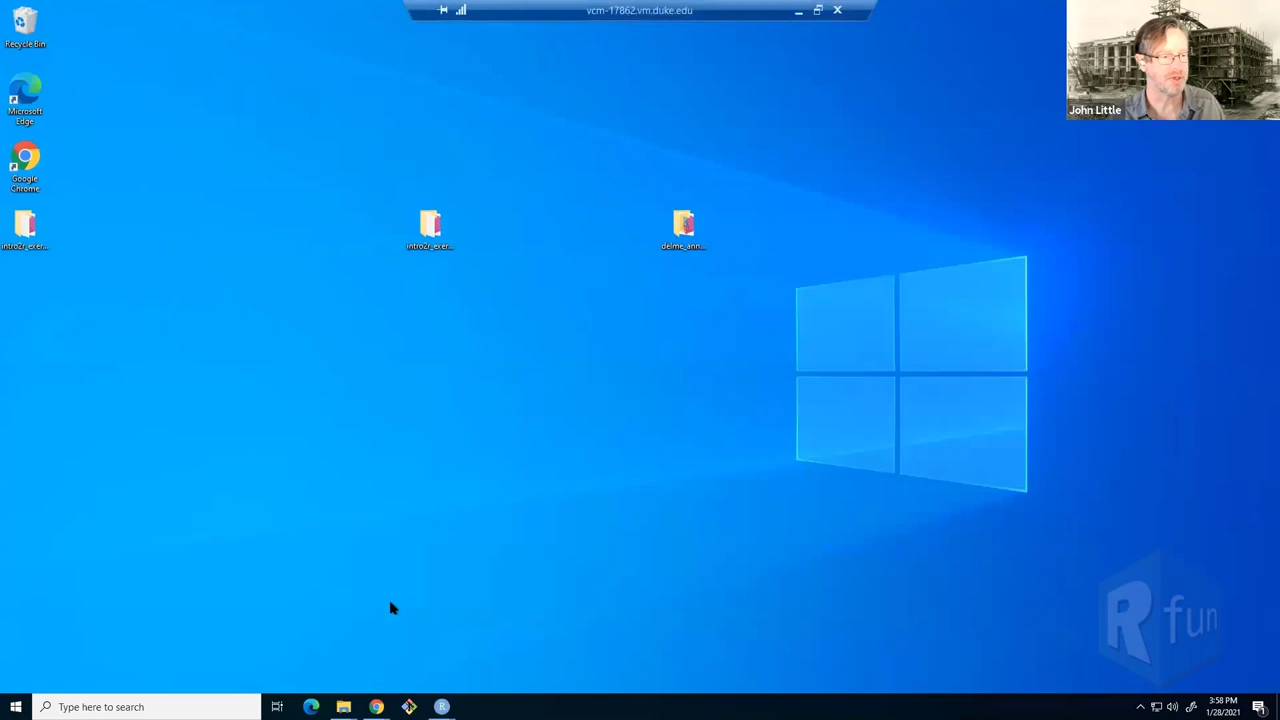 vcm-17862.vm.duke.edu
John Little
Recycle Bin
Microsoft
Edge
Google
Chrome
intro2r_exer...
intro2r_exer...
delme_ann...
R fun
Type here to search
3:58 PM
1/28/2021
1